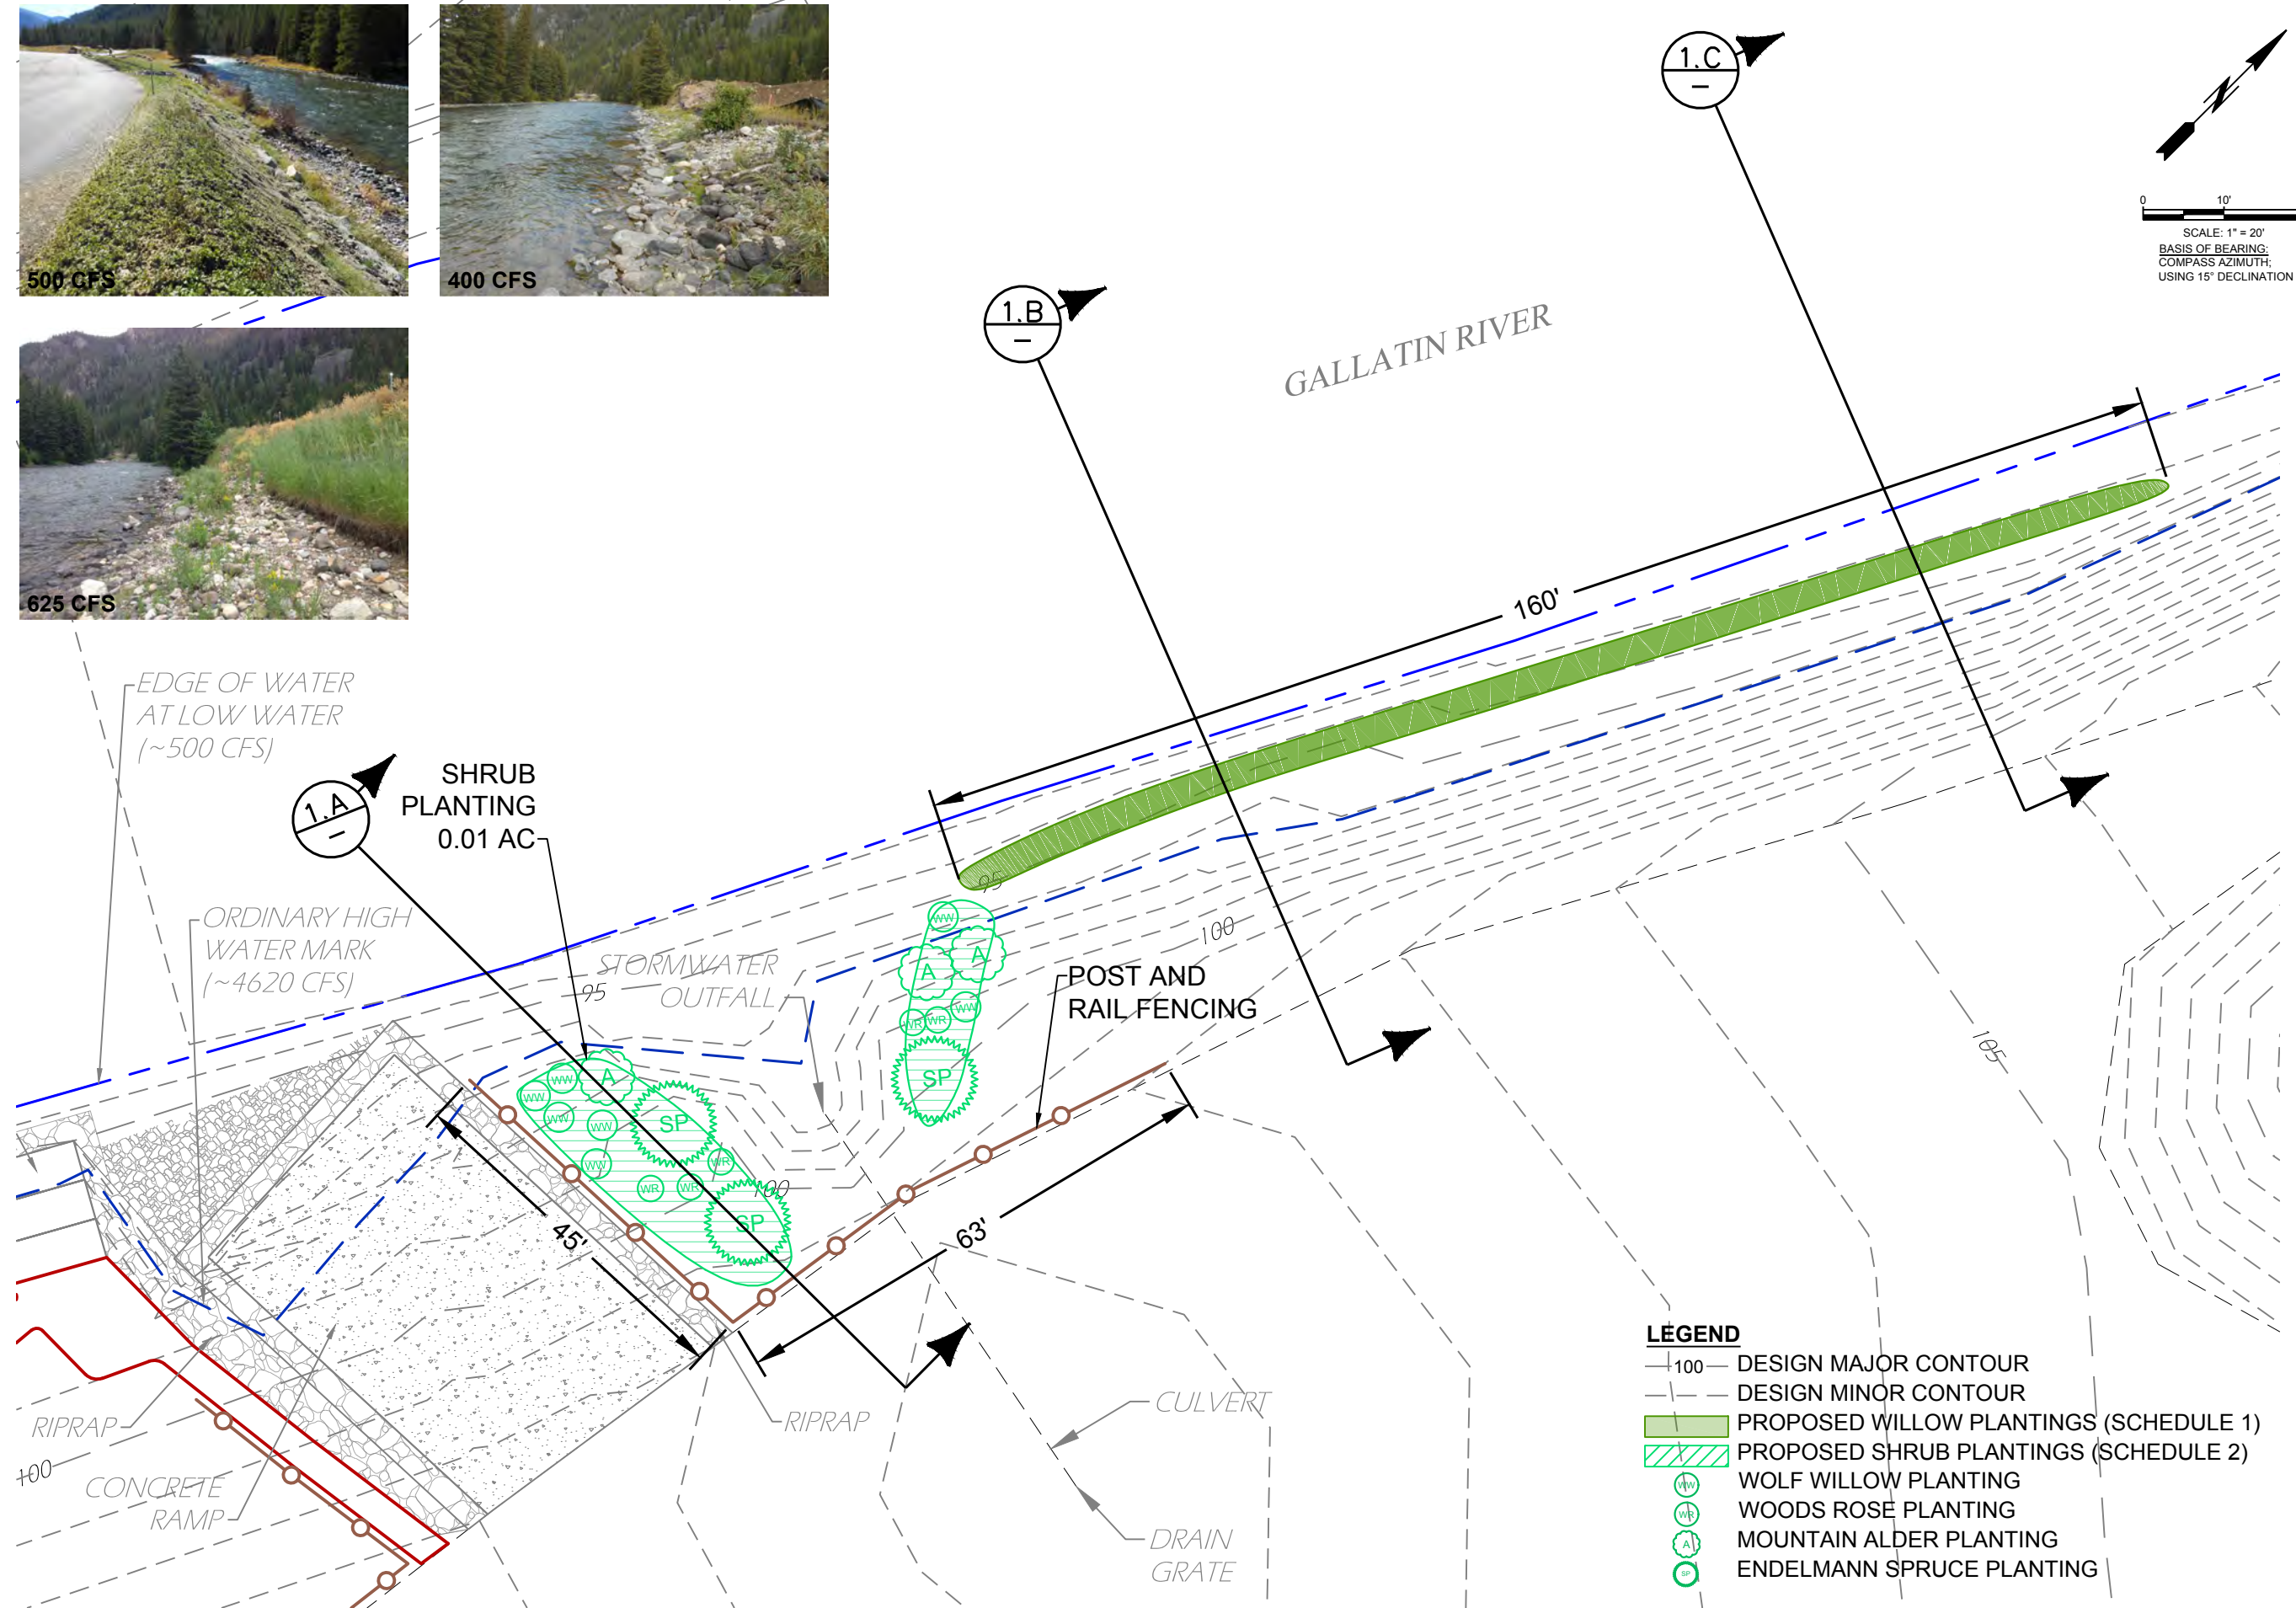 500 CFS
400 CFS
625 CFS
1.C
–
0
10'
SCALE: 1" = 20'
BASIS OF BEARING:
COMPASS AZIMUTH;
USING 15° DECLINATION
N
1.B
–
GALLATIN RIVER
160'
EDGE OF WATER
AT LOW WATER
(~500 CFS)
1.A
–
SHRUB
PLANTING
0.01 AC
ORDINARY HIGH
WATER MARK
(~4620 CFS)
STORMWATER
OUTFALL
95
95
100
POST AND
RAIL FENCING
WW
A
A
WW
WR
WR
SP
WW
WW
A
WW
WW
SP
WW
WR
WR
WR
100
SP
105
45'
63'
RIPRAP
RIPRAP
100
CONCRETE
RAMP
CULVERT
DRAIN
GRATE
LEGEND
100 DESIGN MAJOR CONTOUR
DESIGN MINOR CONTOUR
PROPOSED WILLOW PLANTINGS (SCHEDULE 1)
PROPOSED SHRUB PLANTINGS (SCHEDULE 2)
WW WOLF WILLOW PLANTING
WR WOODS ROSE PLANTING
A MOUNTAIN ALDER PLANTING
SP ENDELMANN SPRUCE PLANTING